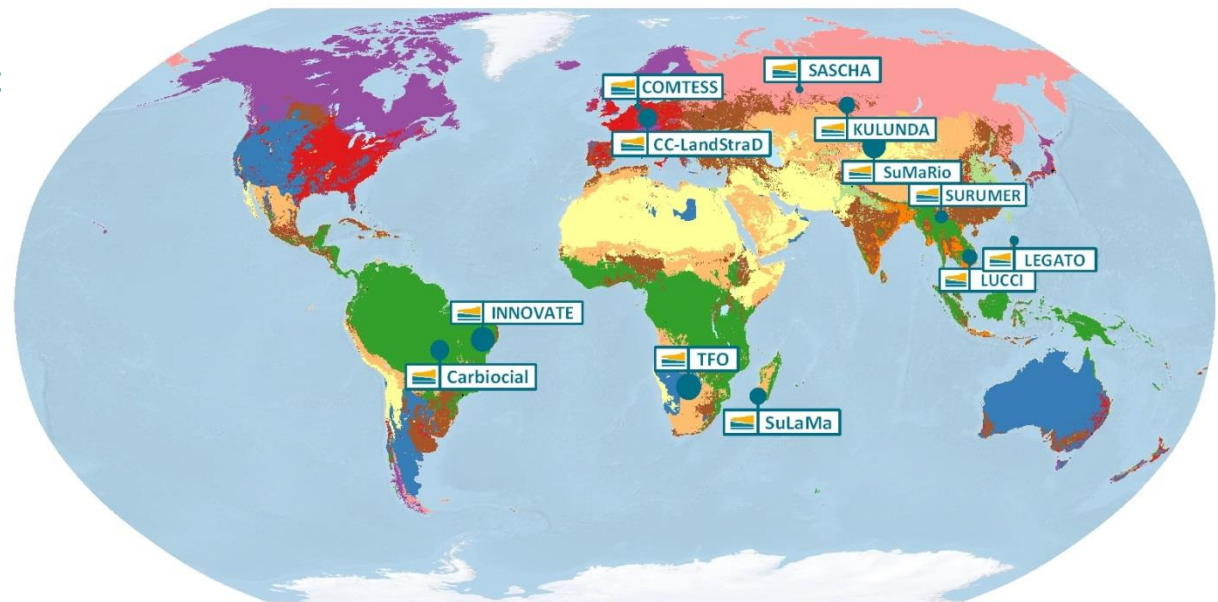 SASCHA
COMTESS
KULUNDA
CC-LandStraD
SuMaRio
SURUMER
LEGATO
LUCCI
INNOVATE
TFO
Carbiocial
SuLaMa